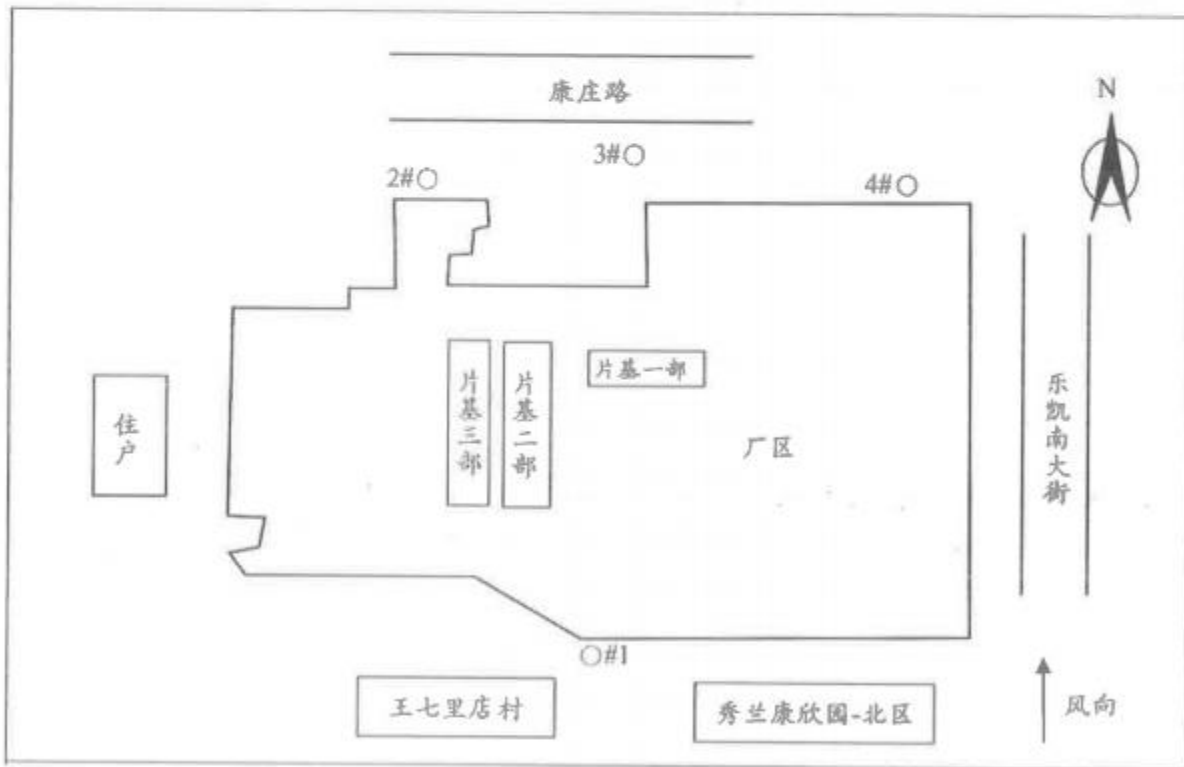 康庄路
N
3#
2#
4#
片基一部
片基三部
片基二部
住户
厂区
乐凯南大街
#1
王七里店村
秀兰康欣园-北区
风向